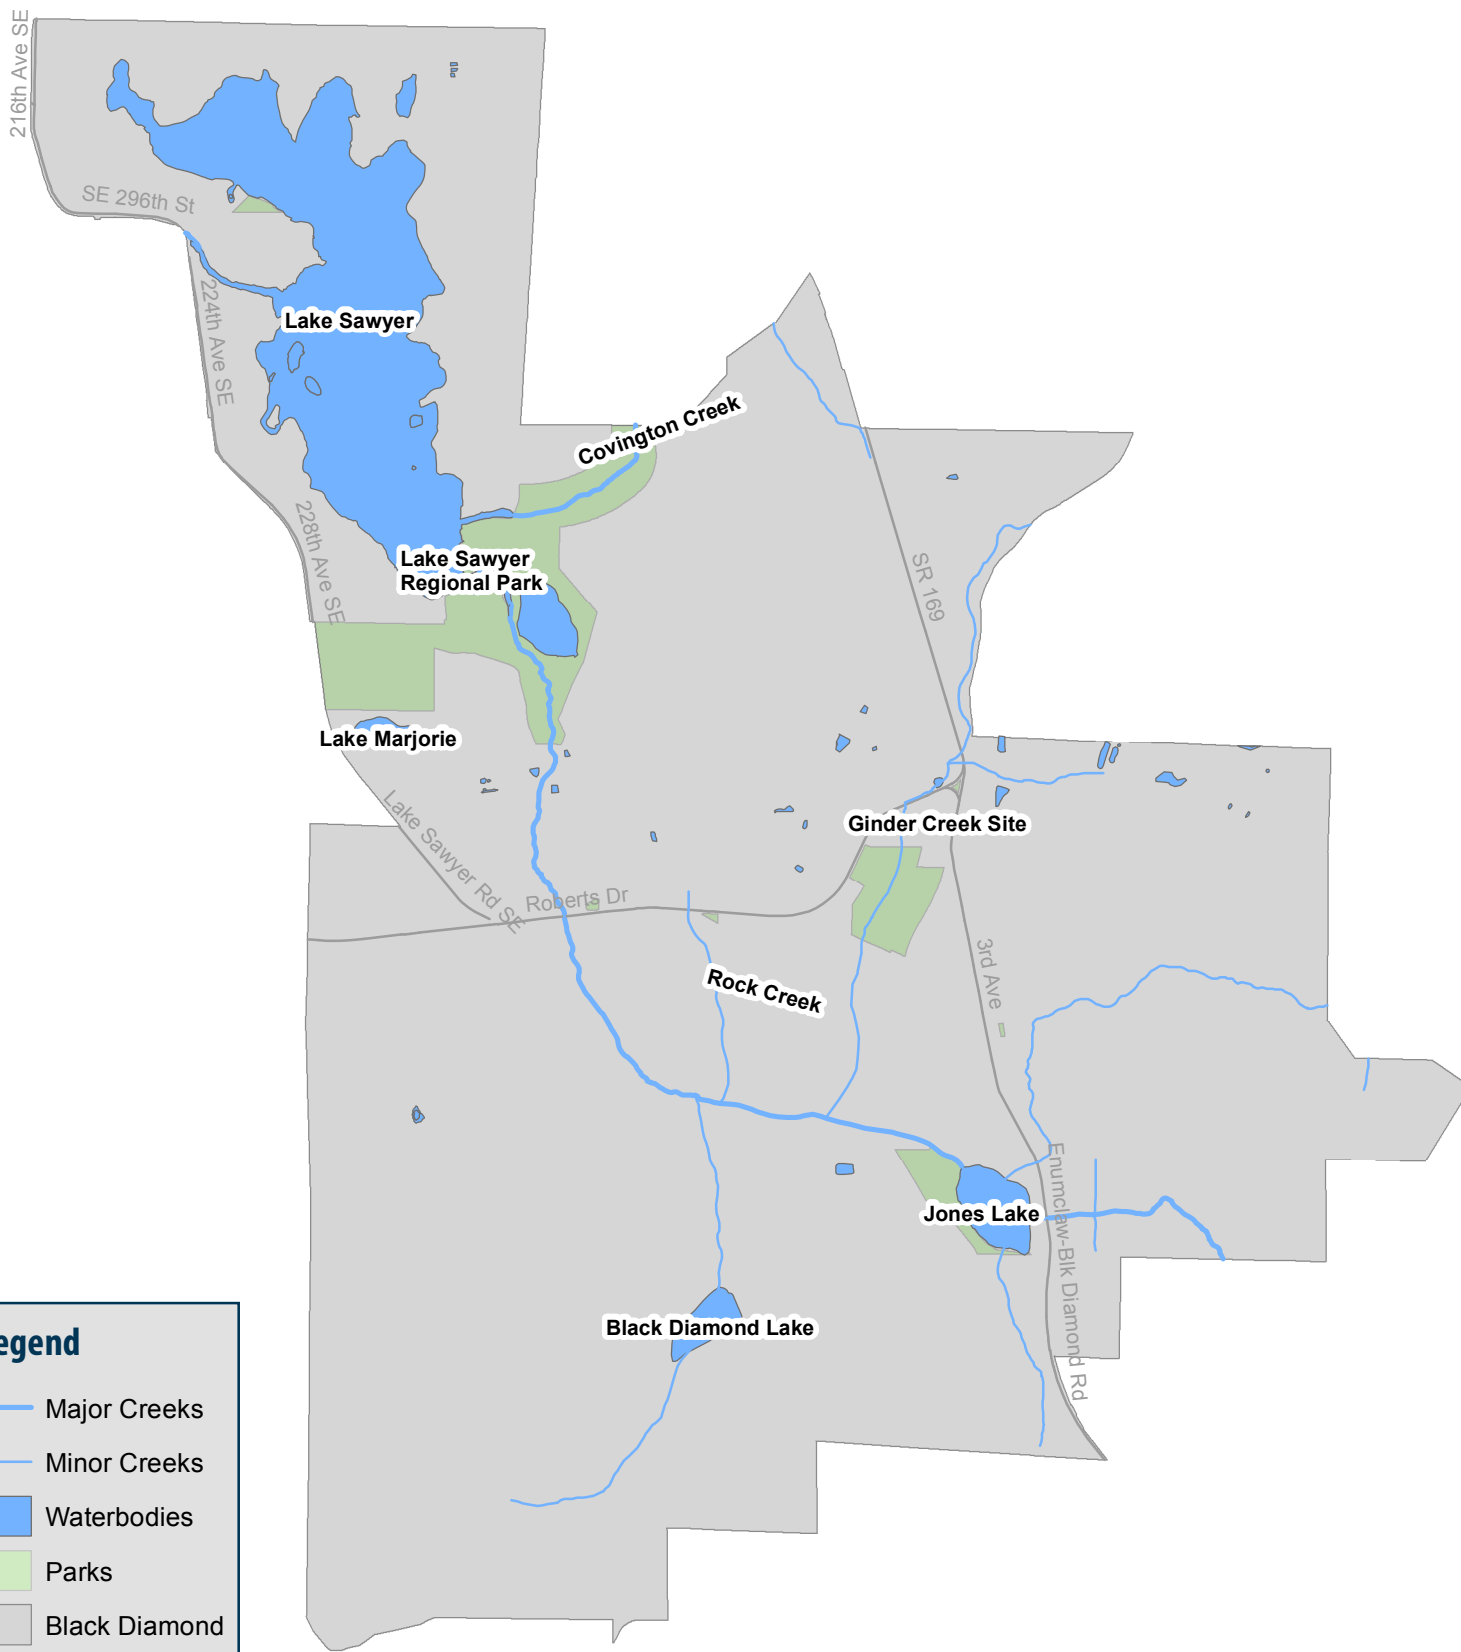 216th Ave SE
SE 296th St
224th Ave SE
Lake Sawyer
Covington Creek
228th Ave SE
Lake Sawyer
Regional Park
SR 169
Lake Marjorie
Lake Sawyer Rd SE
Ginder Creek Site
Roberts Dr
Rock Creek
3rd Ave
Jones Lake
Enumclaw-Blk Diamond Rd
Black Diamond Lake
egend
Major Creeks
Minor Creeks
Waterbodies
Parks
Black Diamond